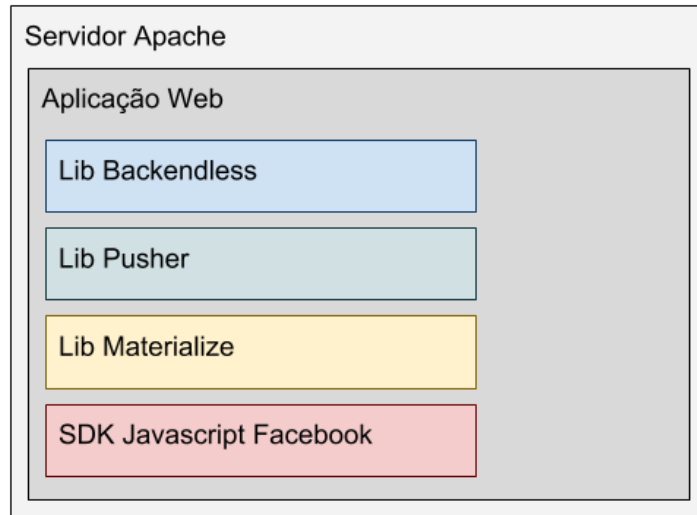 Servidor Apache
Aplicação Web
Lib Backendless
Lib Pusher
Lib Materialize
SDK Javascript Facebook